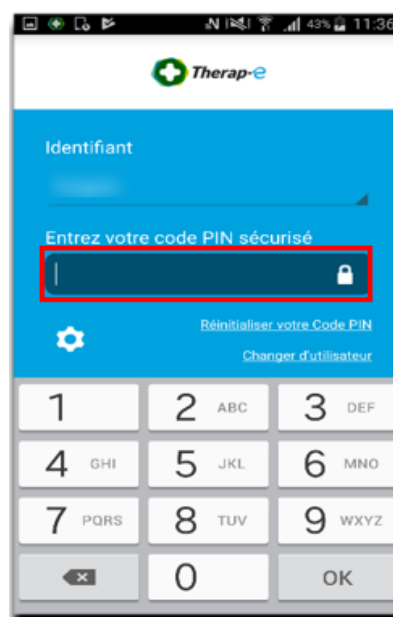 43% 11:36
Therap-e
Identifiant
Entrez votre code PIN sécurisé
Réinitialiser votre Code PIN
Changer d'utilisateur
1 2 ABC 3 DEF
4 GHI 5 JKL 6 MNO
7 PQRS 8 TUV 9 WXYZ
0 OK